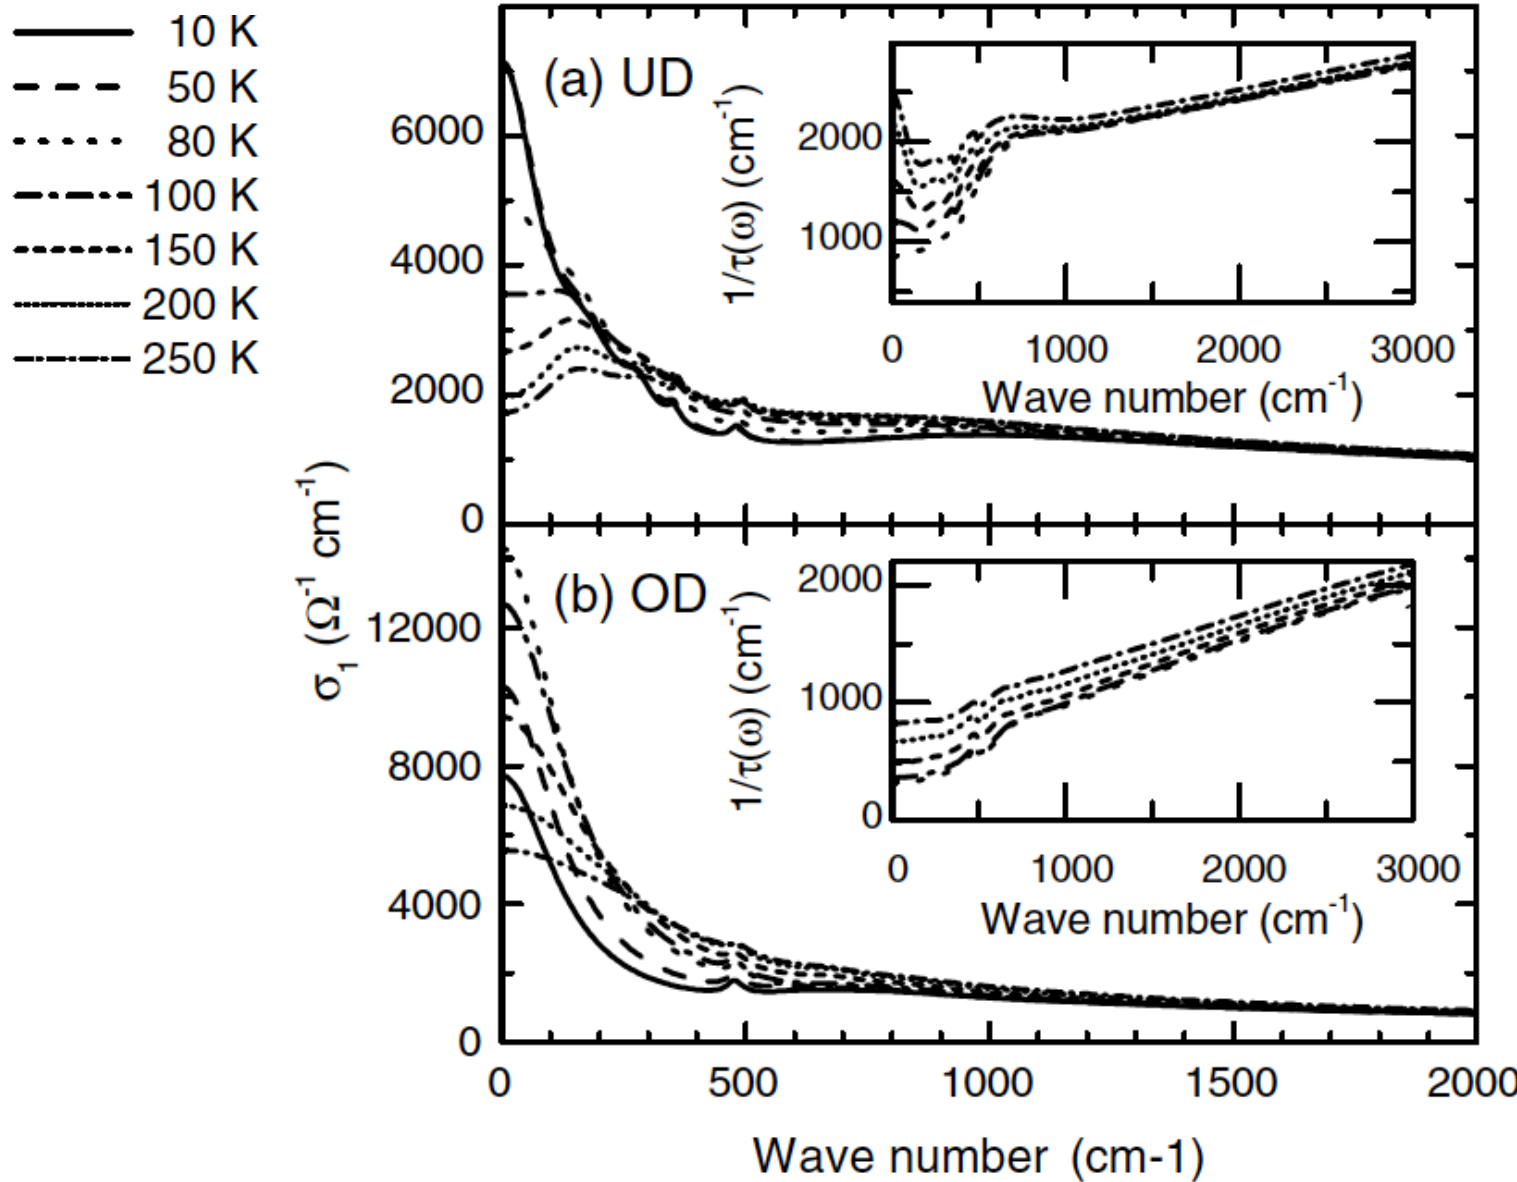 10 K
50 K
80 K
100 K
150 K
200 K
250 K
(a) UD
6000
4000
2000
0
1/τ(ω) (cm⁻¹)
2000
1000
0 1000 2000 3000
Wave number (cm⁻¹)
σ₁ (Ω⁻¹ cm⁻¹)
(b) OD
12000
8000
4000
0
1/τ(ω) (cm⁻¹)
2000
1000
0
0 1000 2000 3000
Wave number (cm⁻¹)
0 500 1000 1500 2000
Wave number (cm-1)